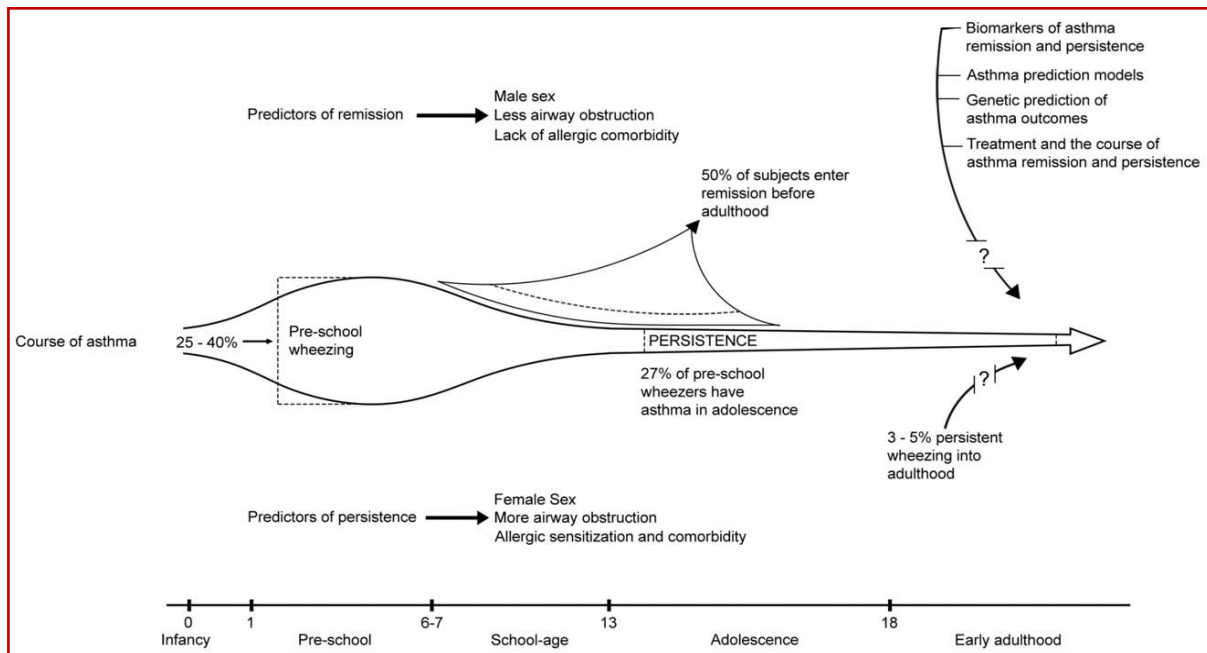 Biomarkers of asthma
remission and persistence
Asthma prediction models
Genetic prediction of
asthma outcomes
Treatment and the course of
asthma remission and persistence
Predictors of remission
Male sex
Less airway obstruction
Lack of allergic comorbidity
50% of subjects enter
remission before
adulthood
?
Course of asthma
25 - 40%
Pre-school
wheezing
PERSISTENCE
27% of pre-school
wheezers have
asthma in adolescence
?
3 - 5% persistent
wheezing into
adulthood
Predictors of persistence
Female Sex
More airway obstruction
Allergic sensitization and comorbidity
0
1
6-7
13
18
Infancy
Pre-school
School-age
Adolescence
Early adulthood